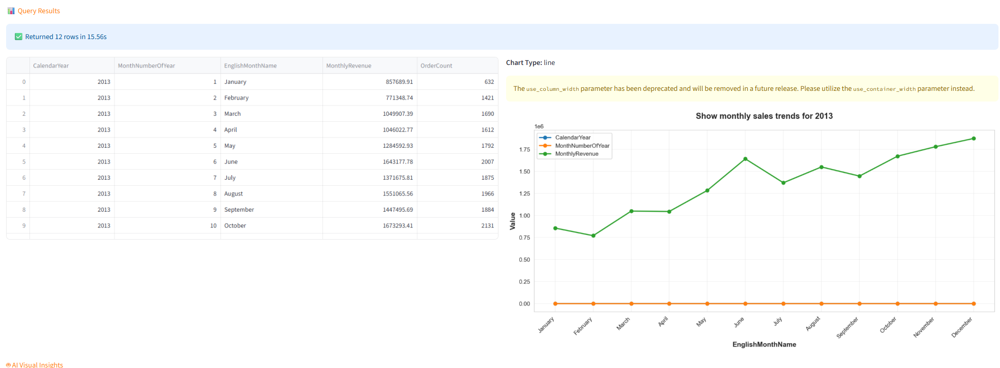 📊 Query Results
✅ Returned 12 rows in 15.56s
CalendarYear MonthNumberOfYear EnglishMonthName MonthlyRevenue OrderCount
0 2013 1 January 857689.91 632
1 2013 2 February 771348.74 1421
2 2013 3 March 1049907.39 1690
3 2013 4 April 1046022.77 1612
4 2013 5 May 1284592.93 1792
5 2013 6 June 1643177.78 2007
6 2013 7 July 1371675.81 1875
7 2013 8 August 1551065.56 1966
8 2013 9 September 1447495.69 1884
9 2013 10 October 1673293.41 2131
Chart Type: line
The use_column_width parameter has been deprecated and will be removed in a future release. Please utilize the use_container_width parameter instead.
Show monthly sales trends for 2013
1e6
CalendarYear
MonthNumberOfYear
MonthlyRevenue
1.75
1.50
1.25
1.00
0.75
0.50
0.25
0.00
Value
January February March April May June July August September October November December
EnglishMonthName
AI Visual Insights